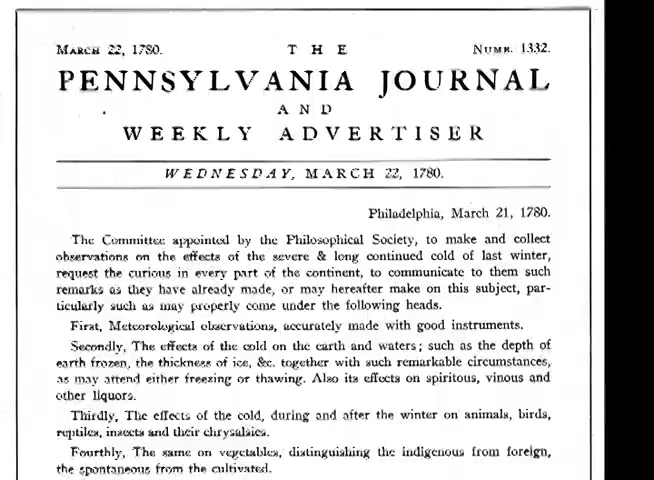 MARCH 22, 1780. THE NUMB. 1332.
PENNSYLVANIA JOURNAL
AND
WEEKLY ADVERTISER
WEDNESDAY, MARCH 22, 1780.
Philadelphia, March 21, 1780.
The Committee appointed by the Philosophical Society, to make and collect
observations on the effects of the severe & long continued cold of last winter,
request the curious in every part of the continent, to communicate to them such
remarks as they have already made, or may hereafter make on this subject, par-
ticularly such as may properly come under the following heads.
First, Meteorological observations, accurately made with good instruments.
Secondly, The effects of the cold on the earth and waters; such as the depth of
earth frozen, the thickness of ice, &c. together with such remarkable circumstances,
as may attend either freezing or thawing. Also its effects on spiritous, vinous and
other liquors.
Thirdly, The effects of the cold, during and after the winter on animals, birds,
reptiles, insects and their chrysalsies.
Fourthly, The same on vegetables, distinguishing the indigenous from foreign,
the spontaneous from the cultivated.